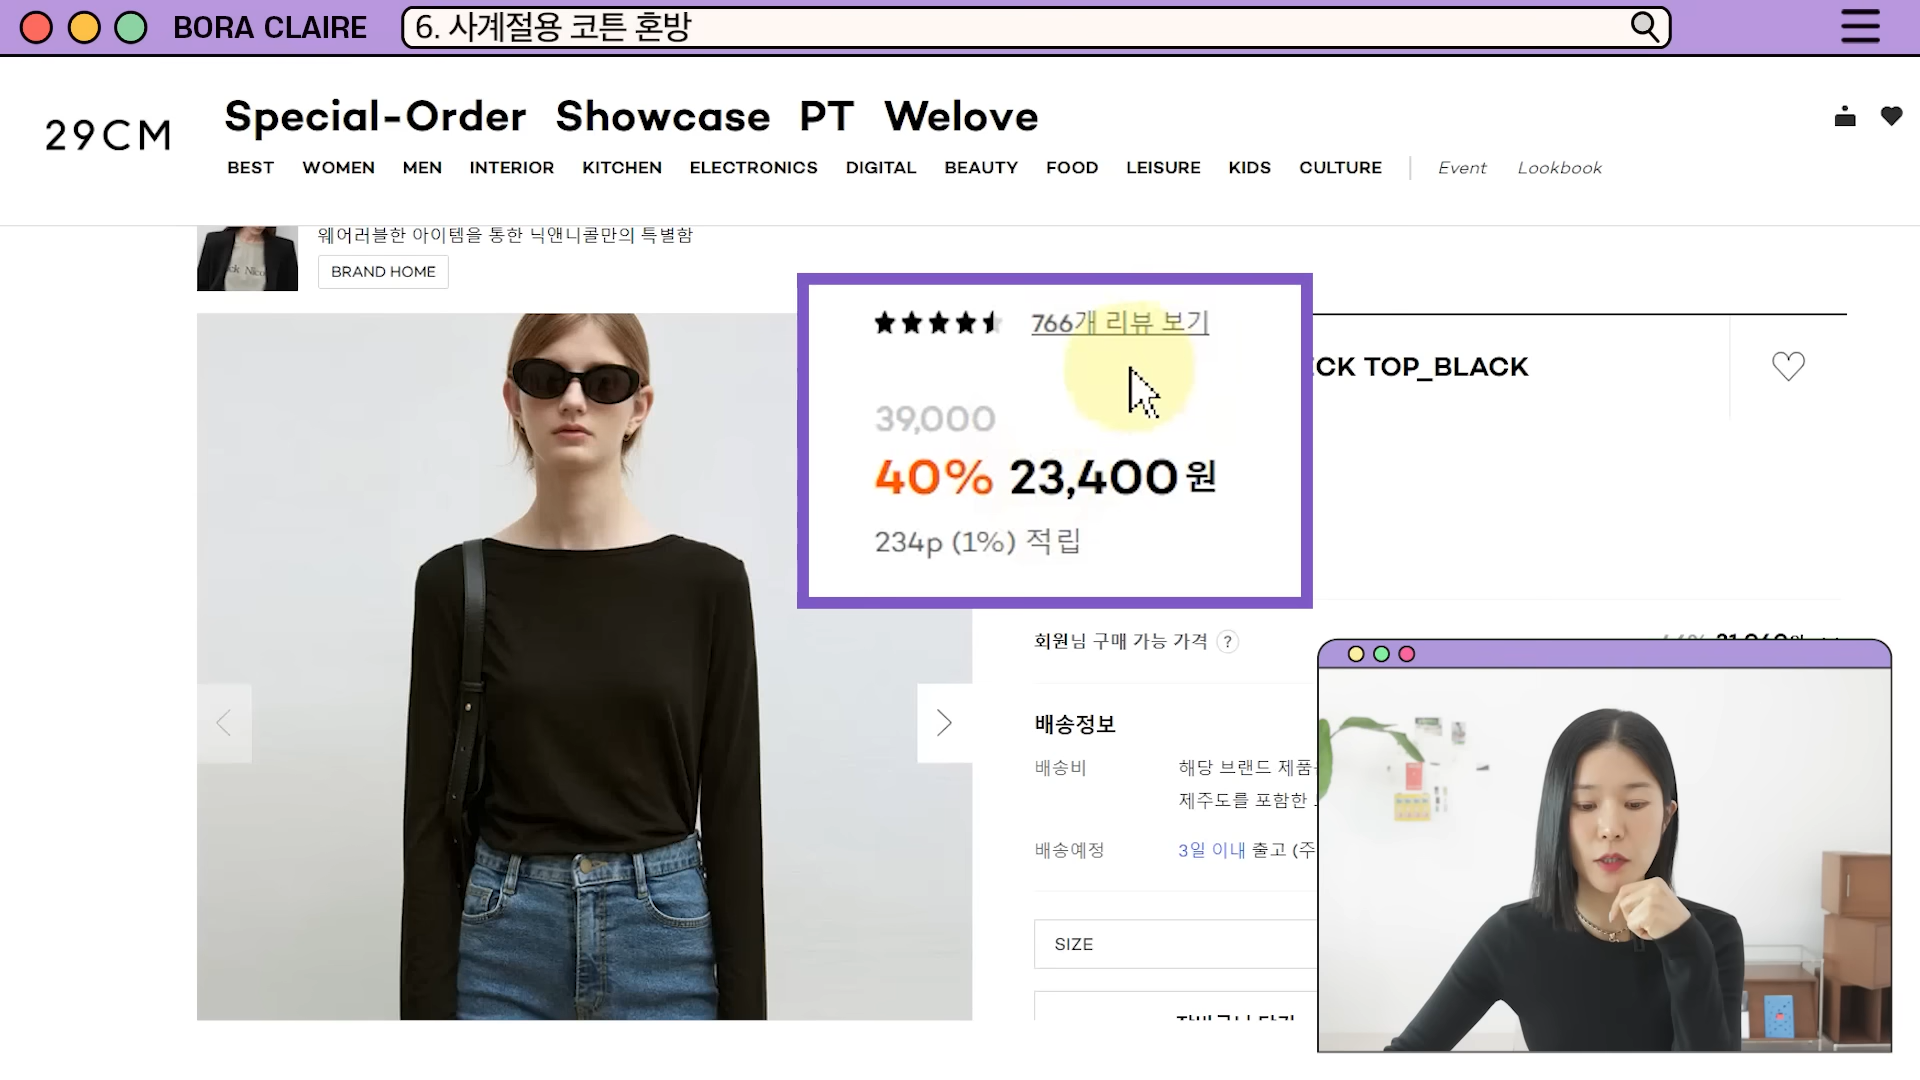 BORA CLAIRE
6. 사계절용 코튼 혼방
29CM
Special-Order Showcase PT Welove
BEST WOMEN MEN INTERIOR KITCHEN ELECTRONICS DIGITAL BEAUTY FOOD LEISURE KIDS CULTURE Event Lookbook
웨어러블한 아이템을 통한 닉앤니콜만의 특별함
BRAND HOME
766개 리뷰 보기
CK TOP_BLACK
39,000
40% 23,400원
234p (1%) 적립
회원님 구매 가능 가격 ?
배송정보
배송비
해당 브랜드 제품
제주도를 포함한
배송예정
3일 이내 출고 (주
SIZE